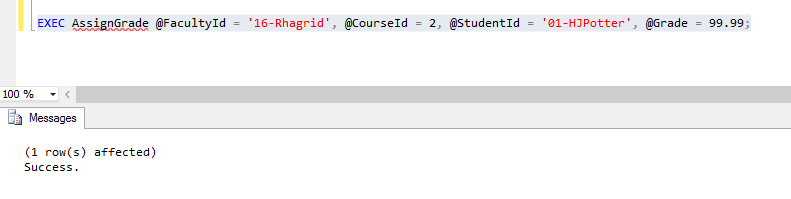 EXEC AssignGrade @FacultyId = '16-Rhagrid', @CourseId = 2, @StudentId = '01-HJPotter', @Grade = 99.99;
100 %
Messages
(1 row(s) affected)
Success.